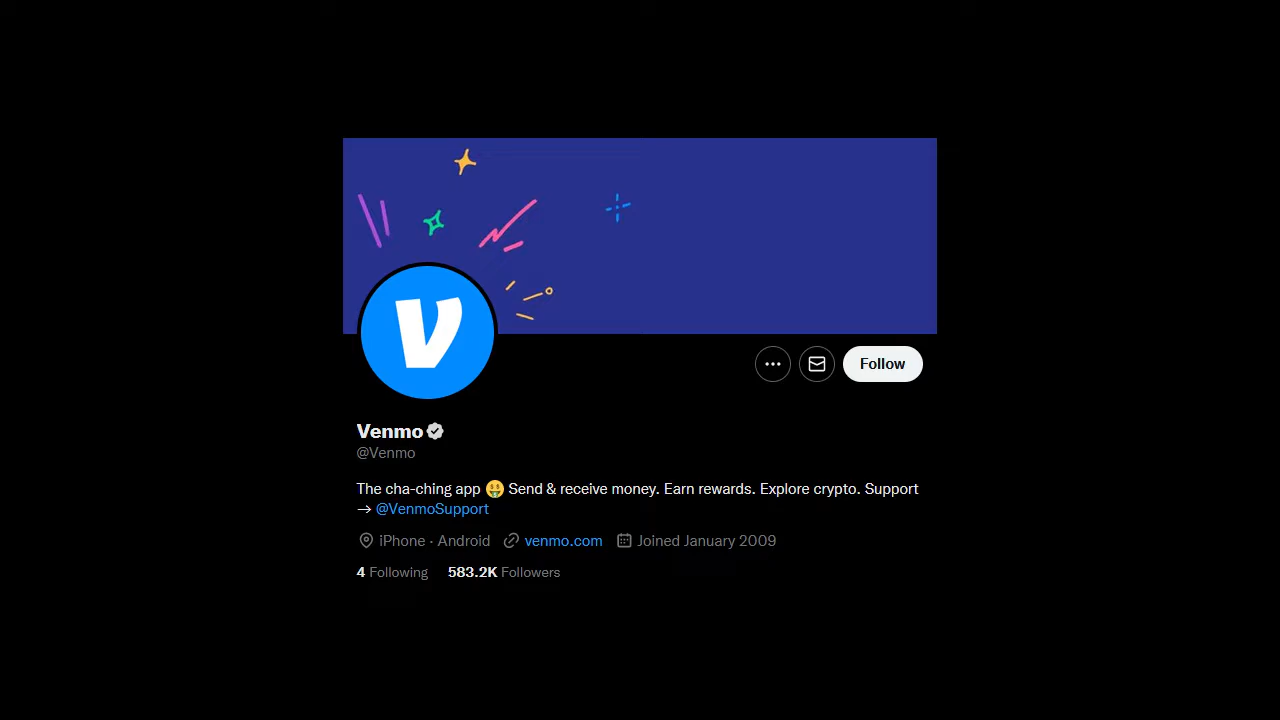 V
Follow
Venmo
@Venmo
The cha-ching app 🤑 Send & receive money. Earn rewards. Explore crypto. Support
→ @VenmoSupport
iPhone · Android venmo.com Joined January 2009
4 Following 583.2K Followers